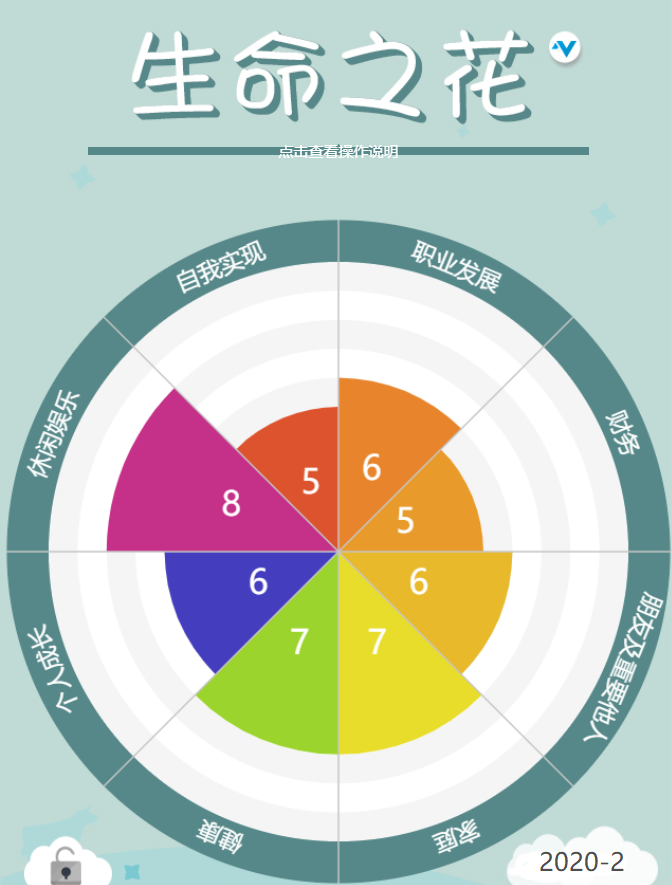 生命之花
点击查看操作说明
自我实现
职业发展
休闲娱乐
财务
8
5
6
5
6
7
7
6
个人成长
朋友及重要他人
健康
家庭
2020-2